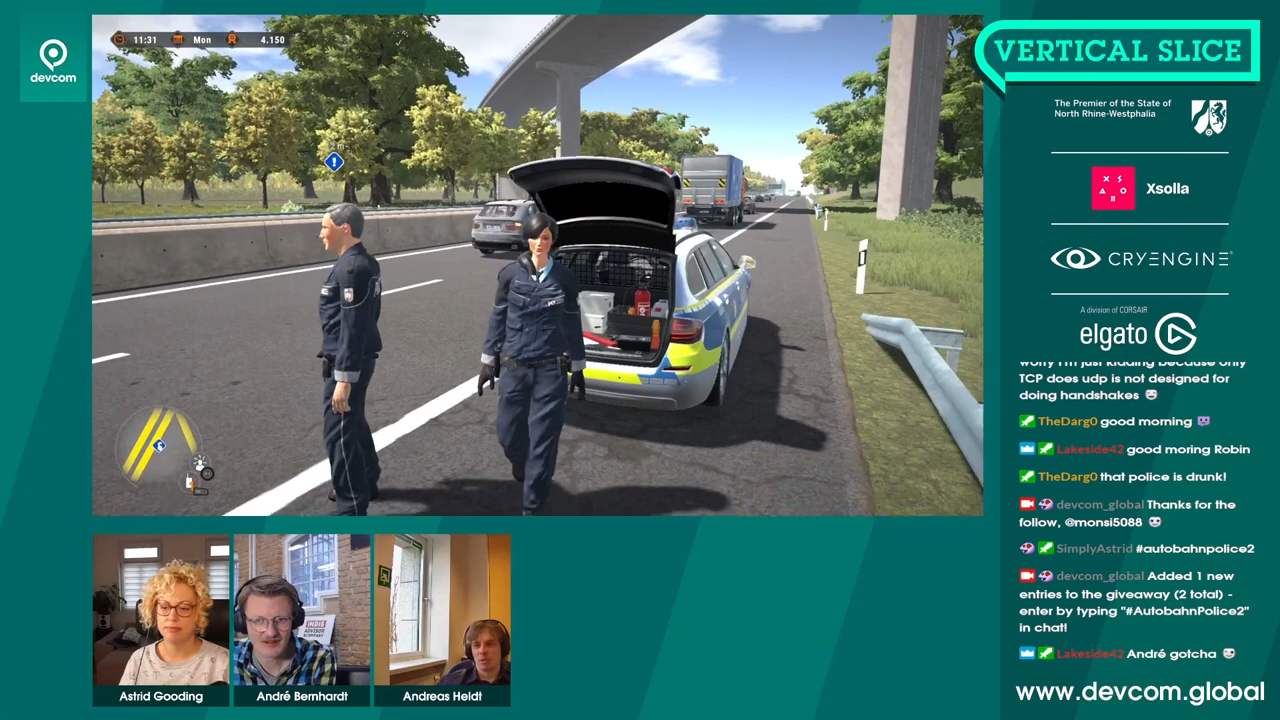 devcom
11:31
Mon
4.150
2 m
VERTICAL SLICE
The Premier of the State of
North Rhine-Westphalia
Xsolla
CRYENGINE
A division of CORSAIR
elgato
worry I'm just kidding because only
TCP does udp is not designed for
doing handshakes
TheDarg0 good morning
Lakeside42 good moring Robin
TheDarg0 that police is drunk!
devcom_global Thanks for the
follow, @monsi5088
SimplyAstrid #autobahnpolice2
devcom_global Added 1 new
entries to the giveaway (2 total) -
enter by typing "#AutobahnPolice2"
in chat!
Lakeside42 André gotcha
www.devcom.global
INDIE
ADVISOR
Astrid Gooding
André Bernhardt
Andreas Heldt